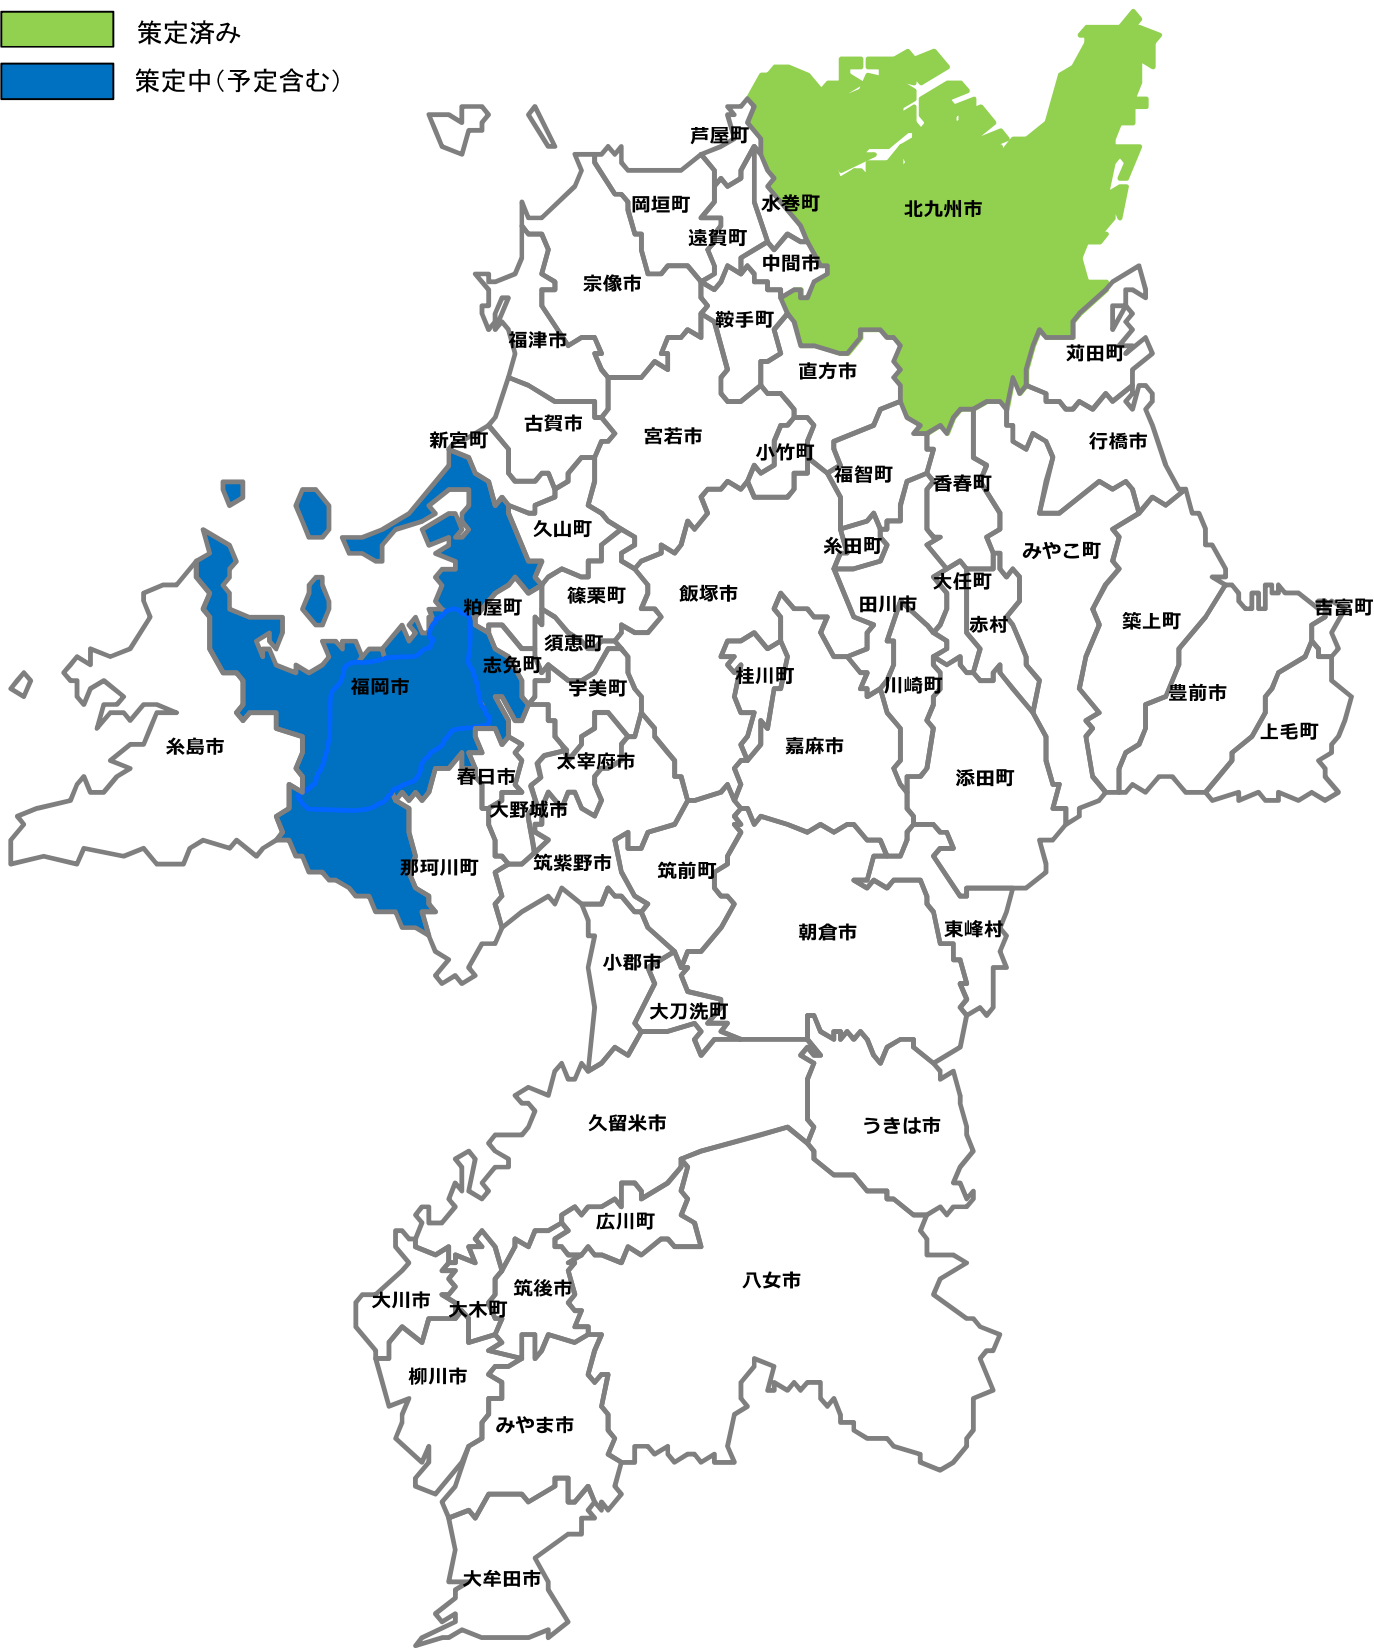 策定済み
策定中（予定含む）
芦屋町
岡垣町
水巻町
北九州市
遠賀町
中間市
宗像市
鞍手町
福津市
苅田町
直方市
古賀市
新宮町
宮若市
小竹町
行橋市
福智町
香春町
久山町
糸田町
みやこ町
大任町
篠栗町
飯塚市
粕屋町
田川市
吉富町
築上町
赤村
須恵町
志免町
桂川町
福岡市
宇美町
川崎町
豊前市
糸島市
嘉麻市
上毛町
太宰府市
春日市
添田町
大野城市
那珂川町
筑紫野市
筑前町
朝倉市
東峰村
小郡市
大刀洗町
久留米市
うきは市
広川町
八女市
筑後市
大川市
大木町
柳川市
みやま市
大牟田市